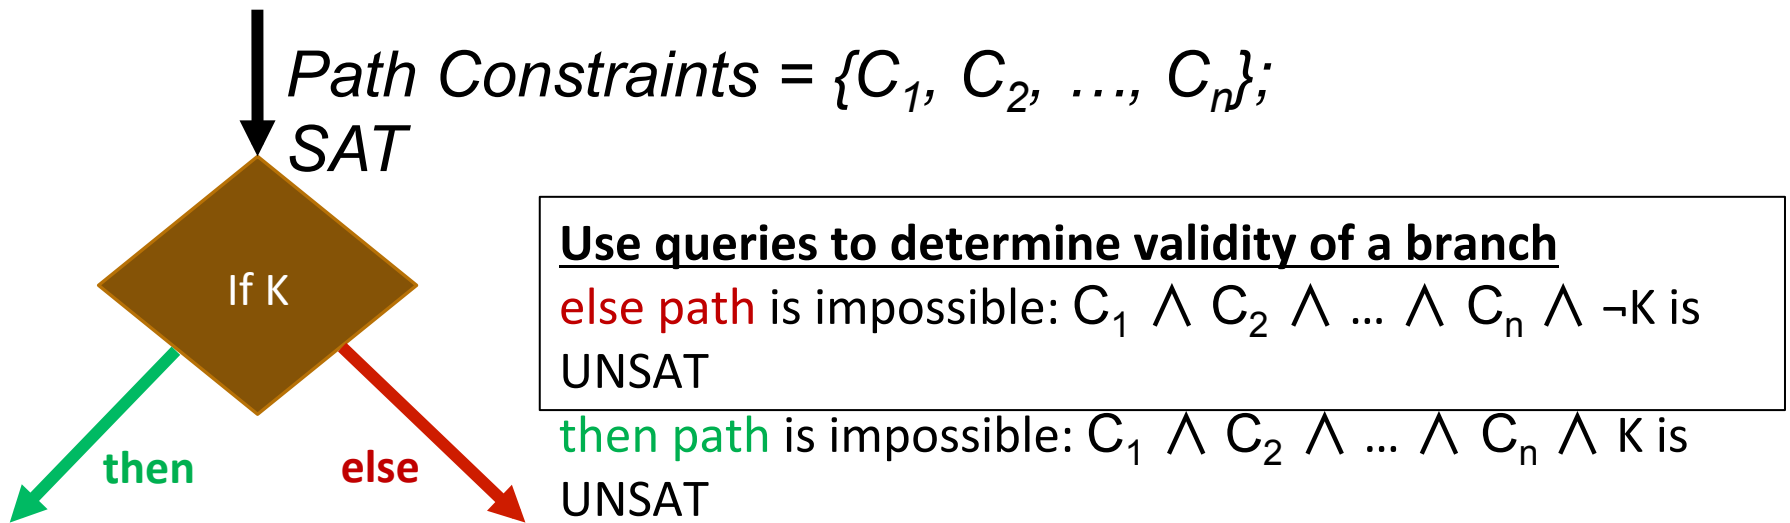 Path Constraints = {C₁, C₂, …, Cₙ};
SAT
If K
Use queries to determine validity of a branch
else path is impossible: C₁ ∧ C₂ ∧ … ∧ Cₙ ∧ ¬K is
UNSAT
then path is impossible: C₁ ∧ C₂ ∧ … ∧ Cₙ ∧ K is
UNSAT
then
else